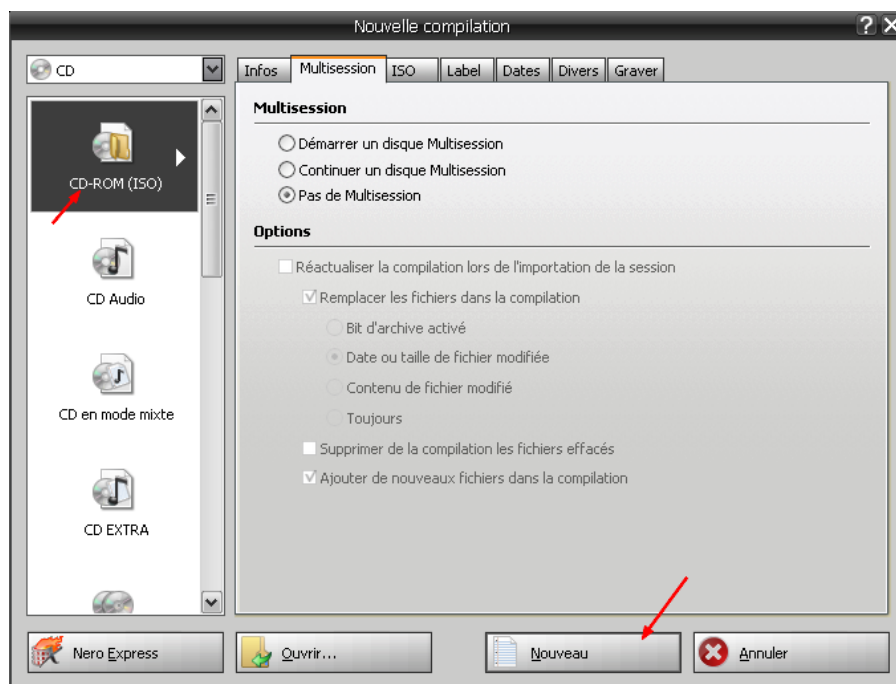 Nouvelle compilation
CD
CD-ROM (ISO)
CD Audio
CD en mode mixte
CD EXTRA
Infos
Multisession
ISO
Label
Dates
Divers
Graver
Multisession
Démarrer un disque Multisession
Continuer un disque Multisession
Pas de Multisession
Options
Réactualiser la compilation lors de l'importation de la session
Remplacer les fichiers dans la compilation
Bit d'archive activé
Date ou taille de fichier modifiée
Contenu de fichier modifié
Toujours
Supprimer de la compilation les fichiers effacés
Ajouter de nouveaux fichiers dans la compilation
Nero Express
Ouvrir...
Nouveau
Annuler